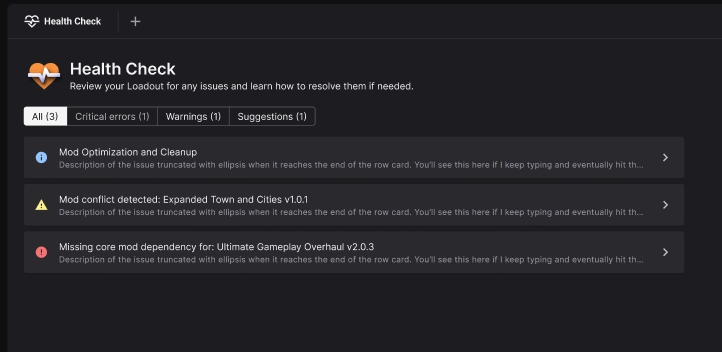 Health Check
Health Check
Review your Loadout for any issues and learn how to resolve them if needed.
All (3) Critical errors (1) Warnings (1) Suggestions (1)
Mod Optimization and Cleanup
Description of the issue truncated with ellipsis when it reaches the end of the row card. You'll see this here if I keep typing and eventually hit th...
Mod conflict detected: Expanded Town and Cities v1.0.1
Description of the issue truncated with ellipsis when it reaches the end of the row card. You'll see this here if I keep typing and eventually hit th...
Missing core mod dependency for: Ultimate Gameplay Overhaul v2.0.3
Description of the issue truncated with ellipsis when it reaches the end of the row card. You'll see this here if I keep typing and eventually hit th...